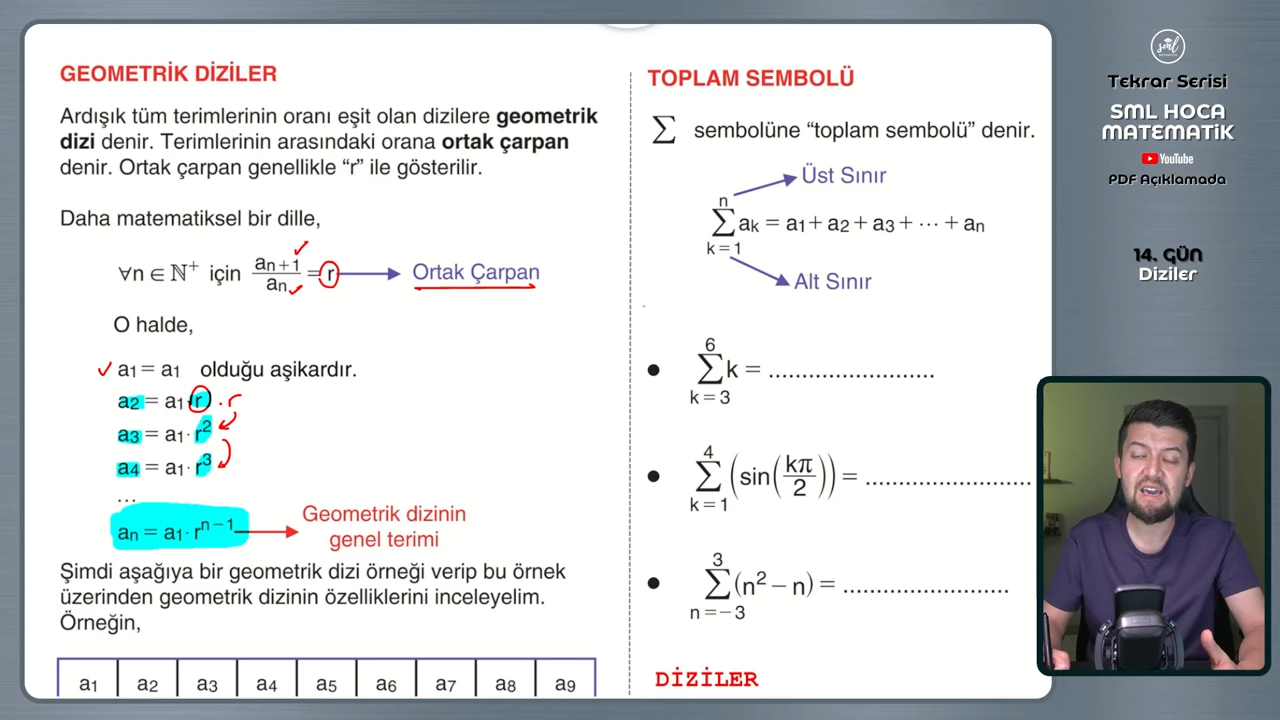 GEOMETRİK DİZİLER
Ardışık tüm terimlerinin oranı eşit olan dizilere geometrik
dizi denir. Terimlerinin arasındaki orana ortak çarpan
denir. Ortak çarpan genellikle “r” ile gösterilir.
Daha matematiksel bir dille,
∀n ∈ ℕ⁺ için aₙ₊₁/aₙ = r Ortak Çarpan
O halde,
a₁ = a₁ olduğu aşikardır.
a₂ = a₁· r · r
a₃ = a₁· r²
a₄ = a₁· r³
...
aₙ = a₁· rⁿ⁻¹
Geometrik dizinin
genel terimi
Şimdi aşağıya bir geometrik dizi örneği verip bu örnek
üzerinden geometrik dizinin özelliklerini inceleyelim.
Örneğin,
a₁ a₂ a₃ a₄ a₅ a₆ a₇ a₈ a₉
TOPLAM SEMBOLÜ
∑ sembolüne “toplam sembolü” denir.
Üst Sınır
n
∑ aₖ = a₁ + a₂ + a₃ + ⋯ + aₙ
k = 1
Alt Sınır
6
● ∑ k = .........................
k = 3
4
● ∑ (sin(kπ/2)) = .........................
k = 1
3
● ∑ (n² − n) = .........................
n = −3
DİZİLER
sml
Tekrar Serisi
SML HOCA
MATEMATİK
YouTube
PDF Açıklamada
14. GÜN
Diziler